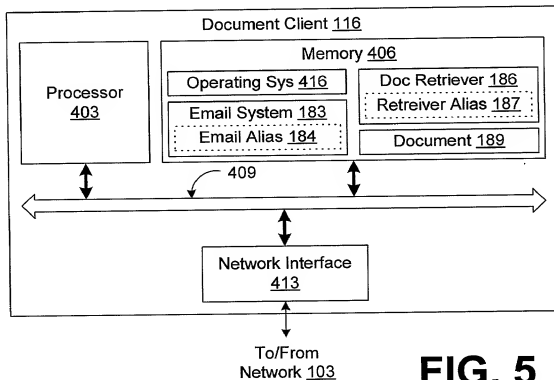 Document Client 116
Processor
403
Memory 406
Operating Sys 416
Email System 183
Email Alias 184
Doc Retriever 186
Retreiver Alias 187
Document 189
409
Network Interface
413
To/From
Network 103
FIG. 5